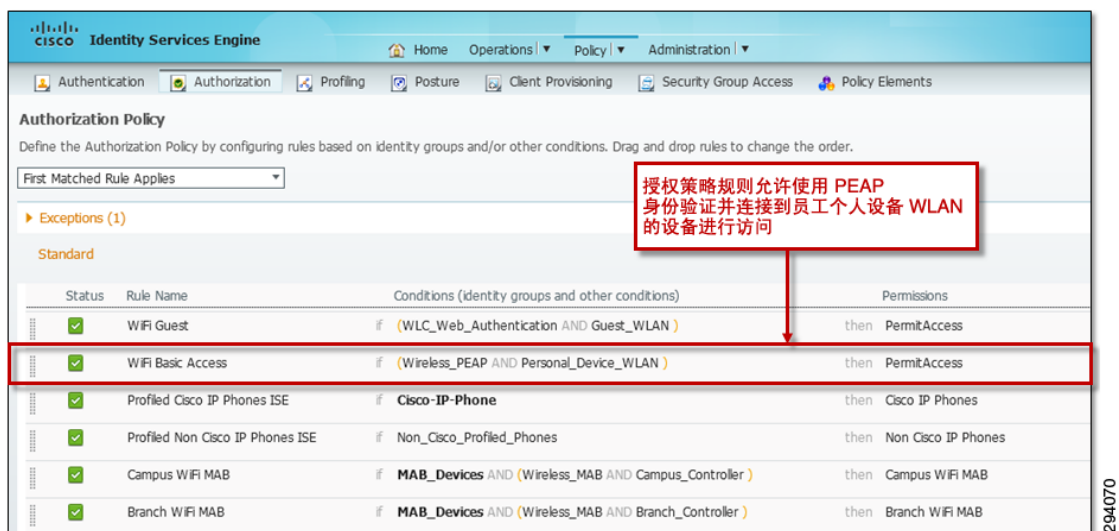 CISCO Identity Services Engine
Home Operations Policy Administration
Authentication Authorization Profiling Posture Client Provisioning Security Group Access Policy Elements
Authorization Policy
Define the Authorization Policy by configuring rules based on identity groups and/or other conditions. Drag and drop rules to change the order.
First Matched Rule Applies
授权策略规则允许使用 PEAP
身份验证并连接到员工个人设备 WLAN
的设备进行访问
Exceptions (1)
Standard
Status Rule Name Conditions (identity groups and other conditions) Permissions
WiFi Guest if (WLC_Web_Authentication AND Guest_WLAN ) then PermitAccess
WiFi Basic Access if (Wireless_PEAP AND Personal_Device_WLAN ) then PermitAccess
Profiled Cisco IP Phones ISE if Cisco-IP-Phone then Cisco IP Phones
Profiled Non Cisco IP Phones ISE if Non_Cisco_Profiled_Phones then Non Cisco IP Phones
Campus WiFi MAB if MAB_Devices AND (Wireless_MAB AND Campus_Controller ) then Campus WiFi MAB
Branch WiFi MAB if MAB_Devices AND (Wireless_MAB AND Branch_Controller ) then Branch WiFi MAB
294070